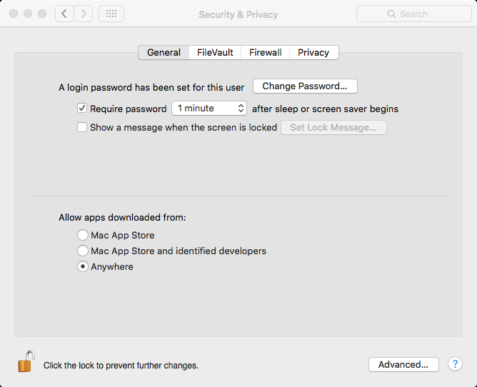 Security & Privacy
Search
General FileVault Firewall Privacy
A login password has been set for this user Change Password...
Require password 1 minute after sleep or screen saver begins
Show a message when the screen is locked Set Lock Message...
Allow apps downloaded from:
Mac App Store
Mac App Store and identified developers
Anywhere
Click the lock to prevent further changes.
Advanced... ?